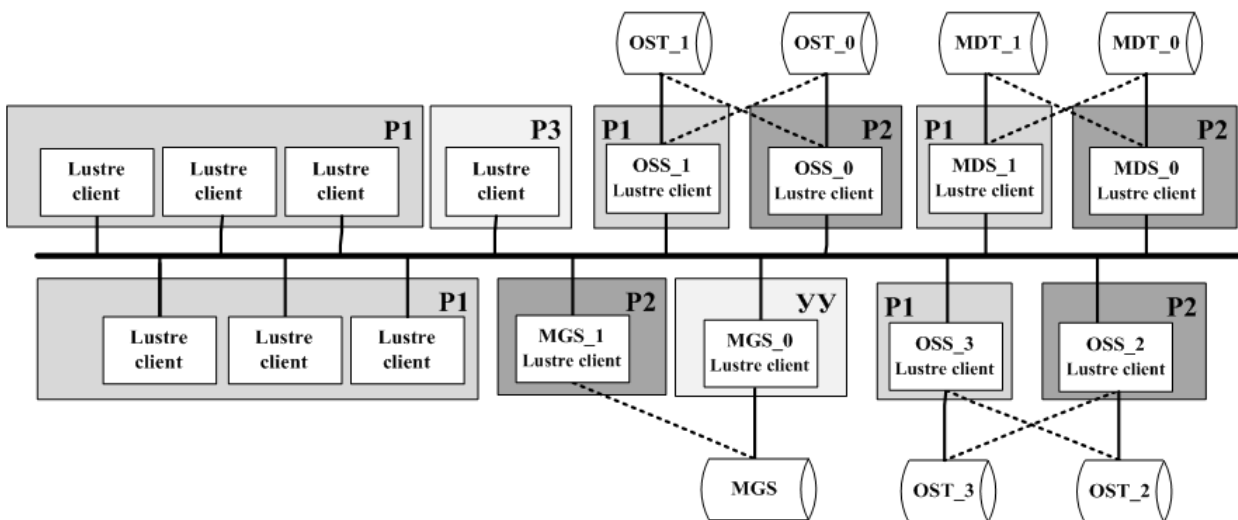 OST_1
OST_0
MDT_1
MDT_0
P1
P3
P1
P2
P1
P2
Lustre
client
Lustre
client
Lustre
client
Lustre
client
OSS_1
Lustre client
OSS_0
Lustre client
MDS_1
Lustre client
MDS_0
Lustre client
P1
P2
УУ
P1
P2
Lustre
client
Lustre
client
Lustre
client
MGS_1
Lustre client
MGS_0
Lustre client
OSS_3
Lustre client
OSS_2
Lustre client
MGS
OST_3
OST_2